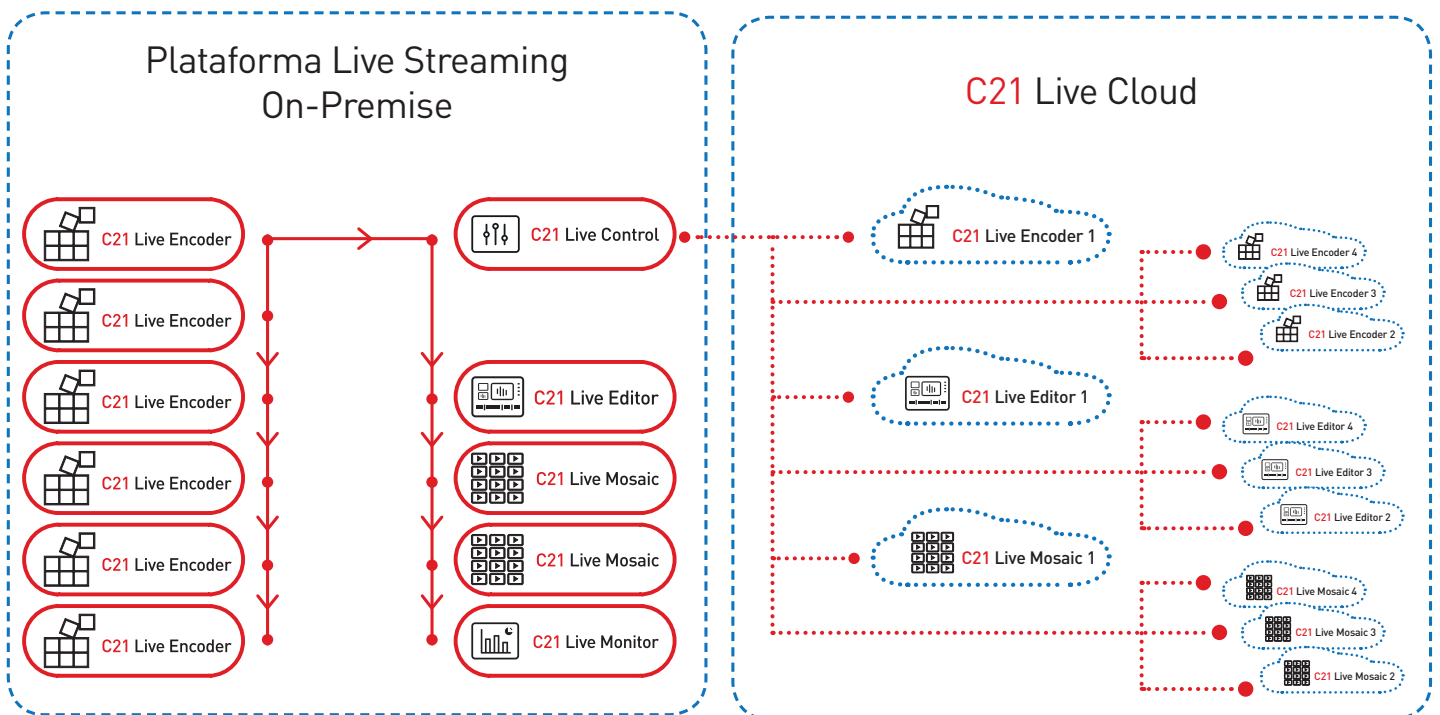 Plataforma Live Streaming
On-Premise
C21 Live Encoder
C21 Live Encoder
C21 Live Encoder
C21 Live Encoder
C21 Live Encoder
C21 Live Encoder
C21 Live Control
C21 Live Editor
C21 Live Mosaic
C21 Live Mosaic
C21 Live Monitor
C21 Live Cloud
C21 Live Encoder 1
C21 Live Encoder 4
C21 Live Encoder 3
C21 Live Encoder 2
C21 Live Editor 1
C21 Live Editor 4
C21 Live Editor 3
C21 Live Editor 2
C21 Live Mosaic 1
C21 Live Mosaic 4
C21 Live Mosaic 3
C21 Live Mosaic 2